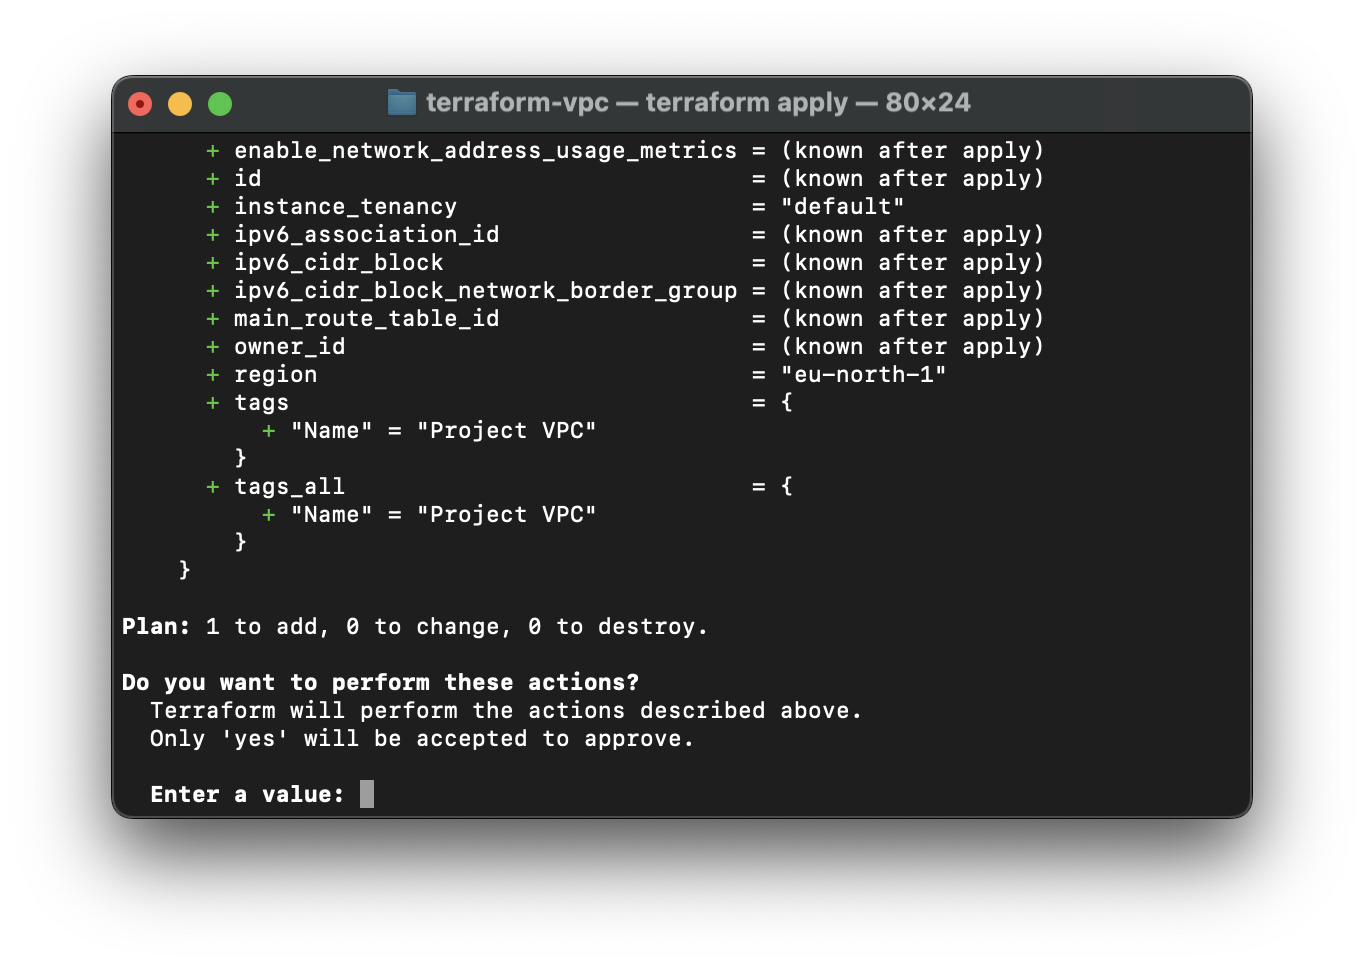 terraform-vpc — terraform apply — 80×24
+ enable_network_address_usage_metrics = (known after apply)
+ id                                   = (known after apply)
+ instance_tenancy                     = "default"
+ ipv6_association_id                  = (known after apply)
+ ipv6_cidr_block                      = (known after apply)
+ ipv6_cidr_block_network_border_group = (known after apply)
+ main_route_table_id                  = (known after apply)
+ owner_id                             = (known after apply)
+ region                               = "eu-north-1"
+ tags                                 = {
+ "Name" = "Project VPC"
}
+ tags_all                             = {
+ "Name" = "Project VPC"
}
}
Plan: 1 to add, 0 to change, 0 to destroy.
Do you want to perform these actions?
Terraform will perform the actions described above.
Only 'yes' will be accepted to approve.
Enter a value: